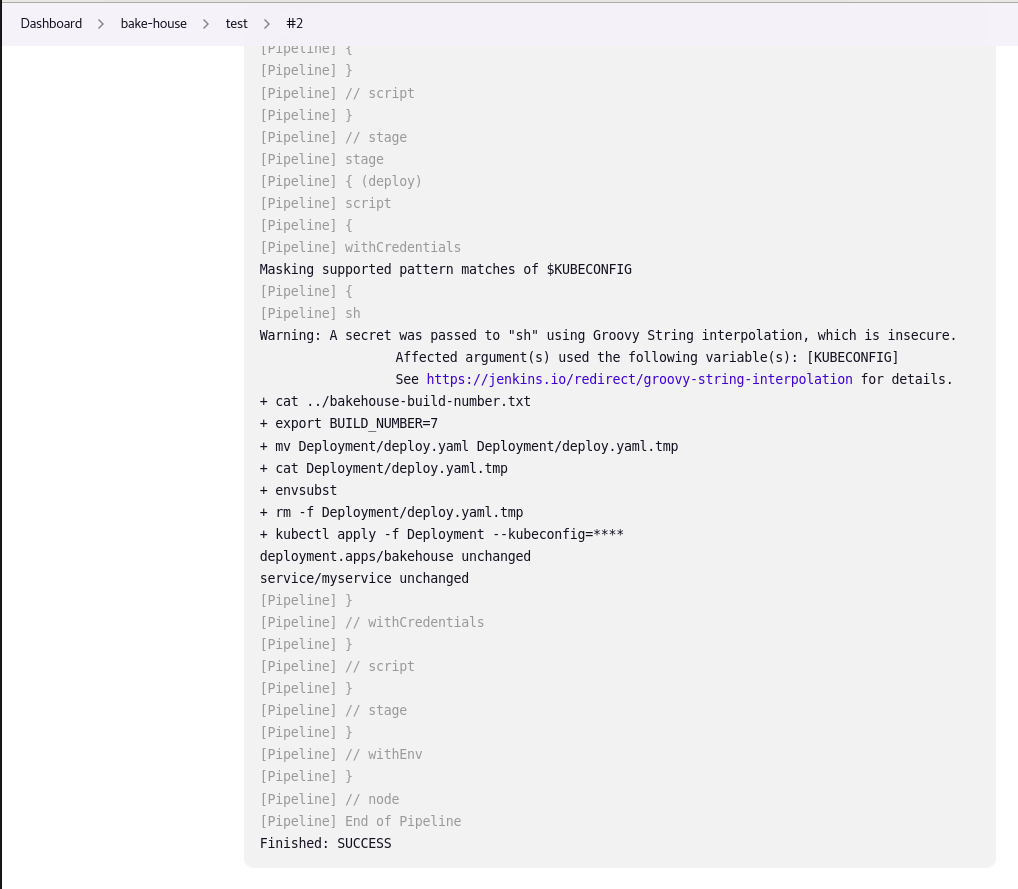 Dashboard > bake-house > test > #2
[Pipeline] {
[Pipeline] }
[Pipeline] // script
[Pipeline] }
[Pipeline] // stage
[Pipeline] stage
[Pipeline] { (deploy)
[Pipeline] script
[Pipeline] {
[Pipeline] withCredentials
Masking supported pattern matches of $KUBECONFIG
[Pipeline] {
[Pipeline] sh
Warning: A secret was passed to "sh" using Groovy String interpolation, which is insecure.
Affected argument(s) used the following variable(s): [KUBECONFIG]
See https://jenkins.io/redirect/groovy-string-interpolation for details.
+ cat ../bakehouse-build-number.txt
+ export BUILD_NUMBER=7
+ mv Deployment/deploy.yaml Deployment/deploy.yaml.tmp
+ cat Deployment/deploy.yaml.tmp
+ envsubst
+ rm -f Deployment/deploy.yaml.tmp
+ kubectl apply -f Deployment --kubeconfig=****
deployment.apps/bakehouse unchanged
service/myservice unchanged
[Pipeline] }
[Pipeline] // withCredentials
[Pipeline] }
[Pipeline] // script
[Pipeline] }
[Pipeline] // stage
[Pipeline] }
[Pipeline] // withEnv
[Pipeline] }
[Pipeline] // node
[Pipeline] End of Pipeline
Finished: SUCCESS